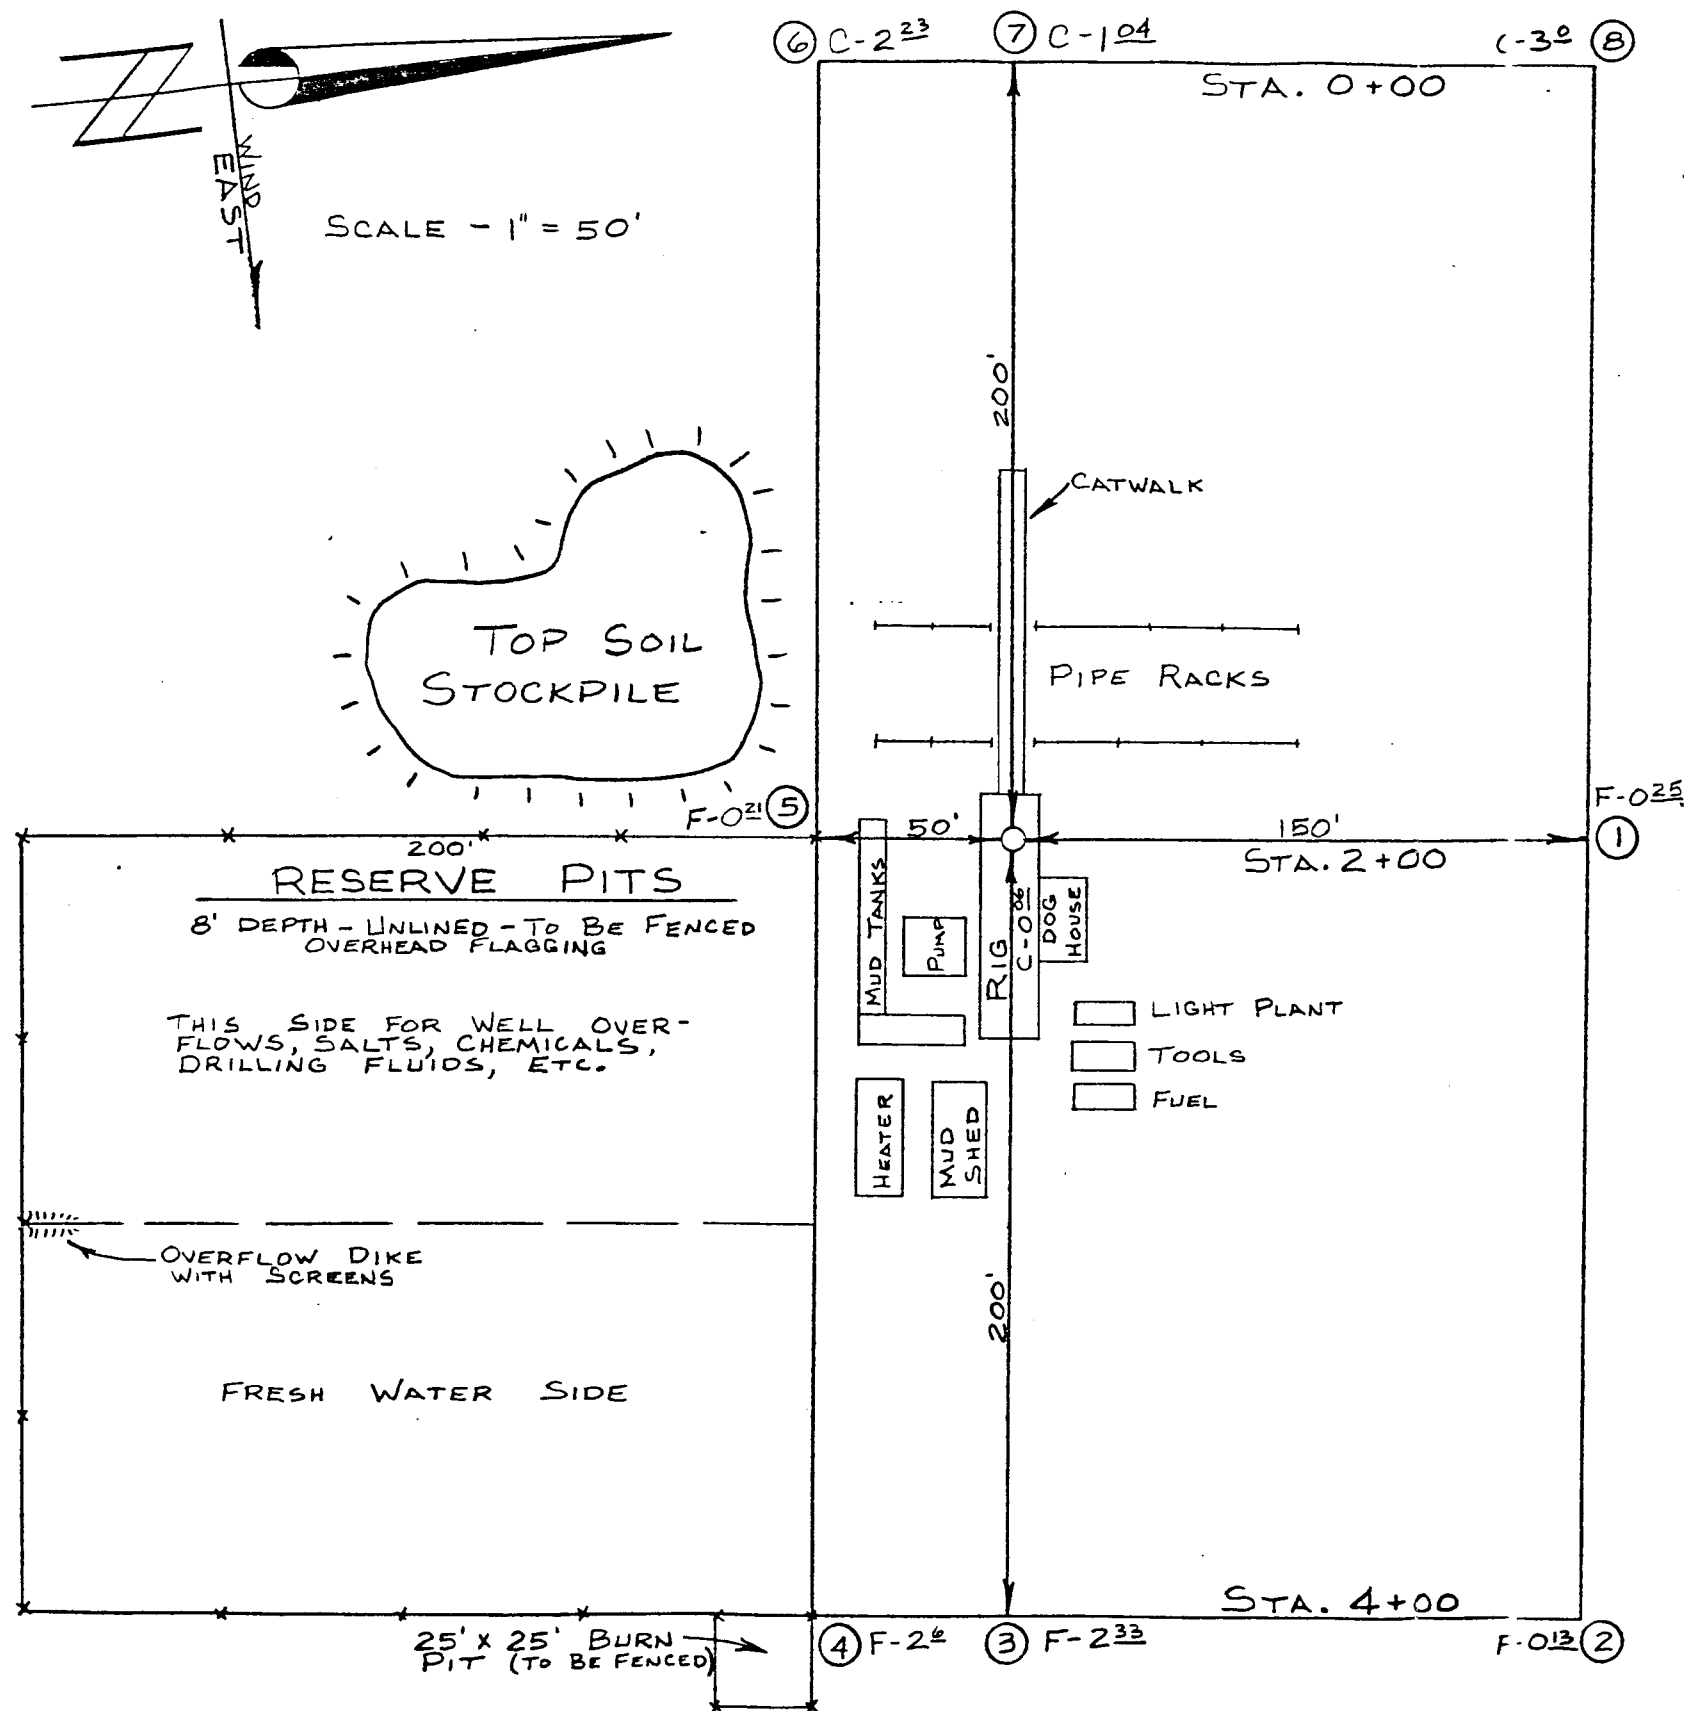 6 C-2 23
7 C-1 04
C-3 0 8
STA. 0+00
N
WIND
EAST
SCALE - 1" = 50'
200'
CATWALK
TOP SOIL
STOCKPILE
PIPE RACKS
F-0 21 5
F-0 25
1
50'
150'
STA. 2+00
200'
RESERVE PITS
8' DEPTH - UNLINED - TO BE FENCED
OVERHEAD FLAGGING
THIS SIDE FOR WELL OVER-
FLOWS, SALTS, CHEMICALS,
DRILLING FLUIDS, ETC.
MUD TANKS
PUMP
RIG
C-0 06
DOG
HOUSE
LIGHT PLANT
TOOLS
FUEL
HEATER
MUD
SHED
OVERFLOW DIKE
WITH SCREENS
200'
FRESH WATER SIDE
STA. 4+00
25' X 25' BURN
PIT (TO BE FENCED)
4 F-2 6
3 F-2 33
F-0 13 2